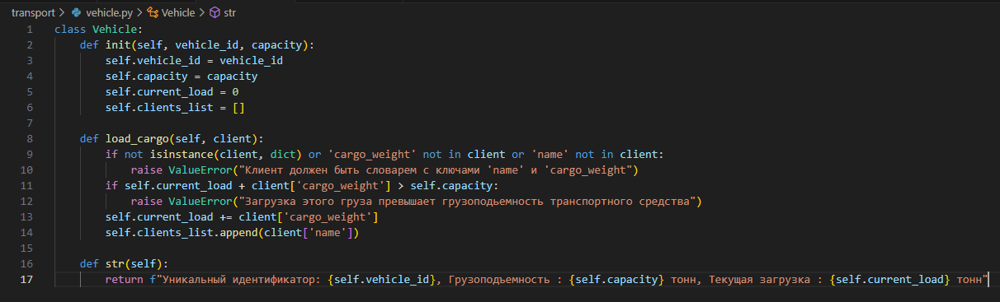 transport > vehicle.py > Vehicle > str
1 class Vehicle:
2     def init(self, vehicle_id, capacity):
3         self.vehicle_id = vehicle_id
4         self.capacity = capacity
5         self.current_load = 0
6         self.clients_list = []
7
8     def load_cargo(self, client):
9         if not isinstance(client, dict) or 'cargo_weight' not in client or 'name' not in client:
10             raise ValueError("Клиент должен быть словарем с ключами 'name' и 'cargo_weight")
11         if self.current_load + client['cargo_weight'] > self.capacity:
12             raise ValueError("Загрузка этого груза превышает грузоподьемность транспортного средства")
13         self.current_load += client['cargo_weight']
14         self.clients_list.append(client['name'])
15
16     def str(self):
17         return f"Уникальный идентификатор: {self.vehicle_id}, Грузоподъемность : {self.capacity} тонн, Текущая загрузка : {self.current_load} тонн"